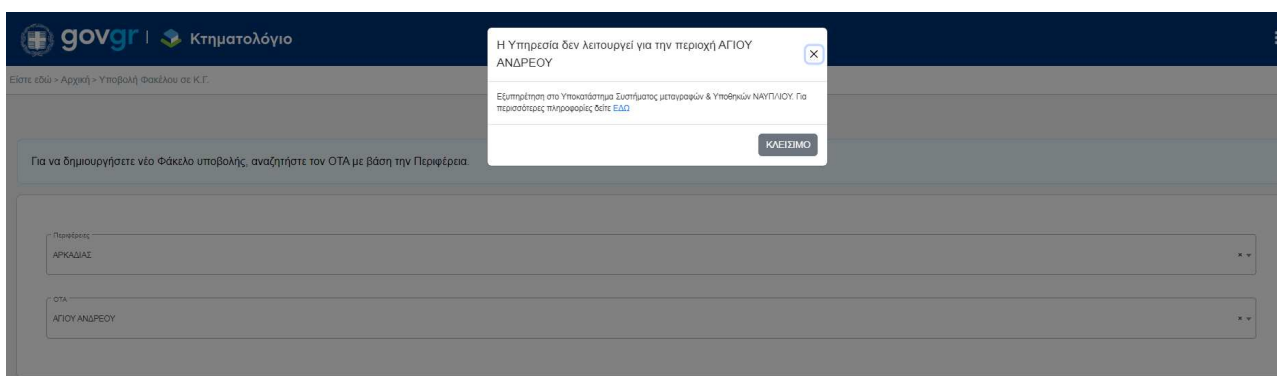 govgr | Κτηματολόγιο
Είστε εδώ > Αρχική > Υποβολή Φακέλου σε Κ.Γ.
Η Υπηρεσία δεν λειτουργεί για την περιοχή ΑΓΙΟΥ
ΑΝΔΡΕΟΥ
Εξυπηρέτηση στο Υποκατάστημα Συστήματος μεταγραφών & Υποθηκών ΝΑΥΠΛΙΟΥ. Για
περισσότερες πληροφορίες δείτε ΕΔΩ
ΚΛΕΙΣΙΜΟ
Για να δημιουργήσετε νέο Φάκελο υποβολής, αναζητήστε τον ΟΤΑ με βάση την Περιφέρεια.
Περιφέρειες
ΑΡΚΑΔΙΑΣ
ΟΤΑ
ΑΓΙΟΥ ΑΝΔΡΕΟΥ